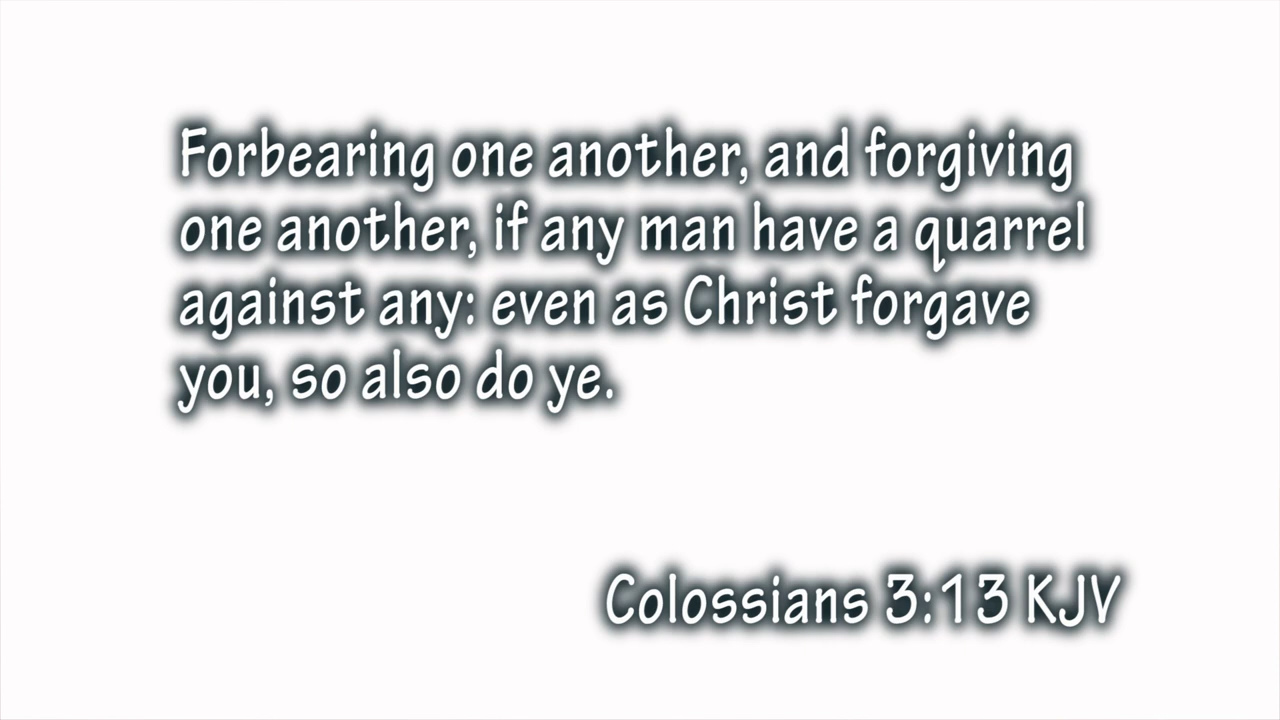 Forbearing one another, and forgiving
one another, if any man have a quarrel
against any: even as Christ forgave
you, so also do ye.
Colossians 3:13 KJV